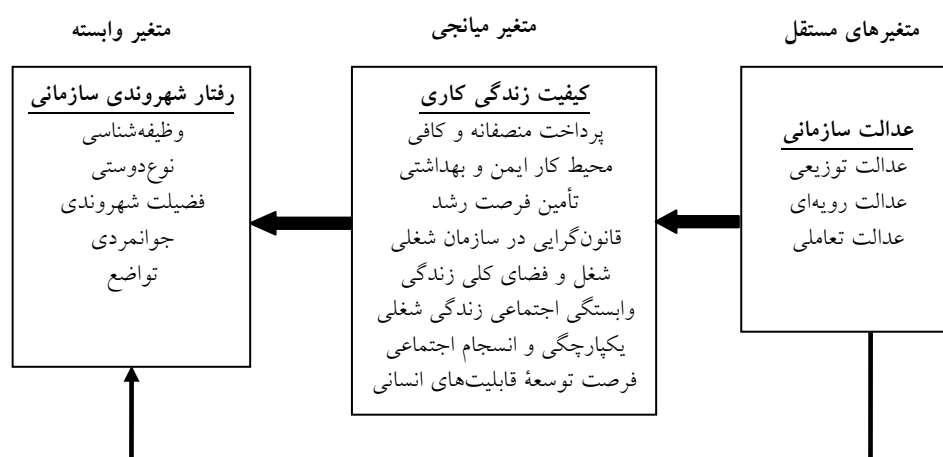 متغیرهای مستقل
متغیر میانجی
متغیر وابسته
عدالت سازمانی
عدالت توزیعی
عدالت رویه‌ای
عدالت تعاملی
کیفیت زندگی کاری
پرداخت منصفانه و کافی
محیط کار ایمن و بهداشتی
تأمین فرصت رشد
قانون‌گرایی در سازمان شغلی
شغل و فضای کلی زندگی
وابستگی اجتماعی زندگی شغلی
یکپارچگی و انسجام اجتماعی
فرصت توسعهٔ قابلیت‌های انسانی
رفتار شهروندی سازمانی
وظیفه‌شناسی
نوع‌دوستی
فضیلت شهروندی
جوانمردی
تواضع